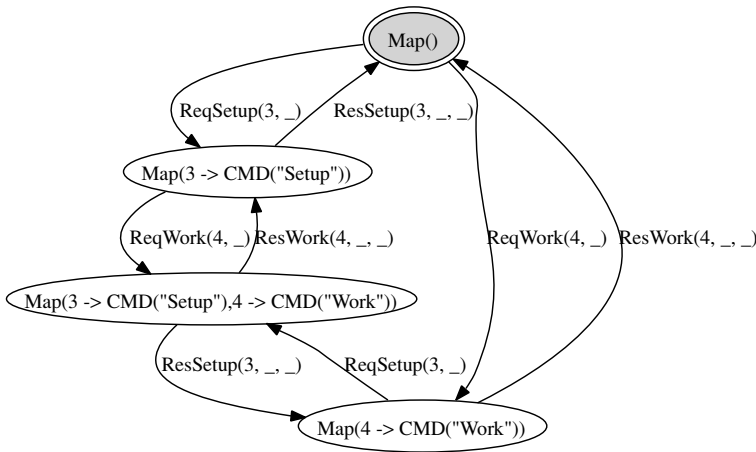 Map()
ReqSetup(3, _)
ResSetup(3, _, _)
Map(3 -> CMD("Setup"))
ReqWork(4, _)
ResWork(4, _, _)
ReqWork(4, _)
ResWork(4, _, _)
Map(3 -> CMD("Setup"),4 -> CMD("Work"))
ResSetup(3, _, _)
ReqSetup(3, _)
Map(4 -> CMD("Work"))